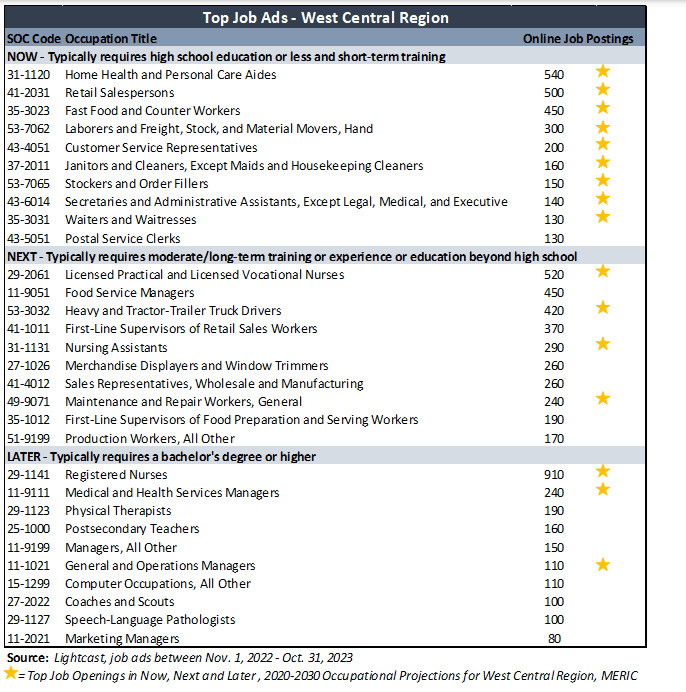 Top Job Ads - West Central Region
SOC Code Occupation Title Online Job Postings
NOW - Typically requires high school education or less and short-term training
31-1120 Home Health and Personal Care Aides 540
41-2031 Retail Salespersons 500
35-3023 Fast Food and Counter Workers 450
53-7062 Laborers and Freight, Stock, and Material Movers, Hand 300
43-4051 Customer Service Representatives 200
37-2011 Janitors and Cleaners, Except Maids and Housekeeping Cleaners 160
53-7065 Stockers and Order Fillers 150
43-6014 Secretaries and Administrative Assistants, Except Legal, Medical, and Executive 140
35-3031 Waiters and Waitresses 130
43-5051 Postal Service Clerks 130
NEXT - Typically requires moderate/long-term training or experience or education beyond high school
29-2061 Licensed Practical and Licensed Vocational Nurses 520
11-9051 Food Service Managers 450
53-3032 Heavy and Tractor-Trailer Truck Drivers 420
41-1011 First-Line Supervisors of Retail Sales Workers 370
31-1131 Nursing Assistants 290
27-1026 Merchandise Displayers and Window Trimmers 260
41-4012 Sales Representatives, Wholesale and Manufacturing 260
49-9071 Maintenance and Repair Workers, General 240
35-1012 First-Line Supervisors of Food Preparation and Serving Workers 190
51-9199 Production Workers, All Other 170
LATER - Typically requires a bachelor's degree or higher
29-1141 Registered Nurses 910
11-9111 Medical and Health Services Managers 240
29-1123 Physical Therapists 190
25-1000 Postsecondary Teachers 160
11-9199 Managers, All Other 150
11-1021 General and Operations Managers 110
15-1299 Computer Occupations, All Other 110
27-2022 Coaches and Scouts 100
29-1127 Speech-Language Pathologists 100
11-2021 Marketing Managers 80
Source: Lightcast, job ads between Nov. 1, 2022 - Oct. 31, 2023
= Top Job Openings in Now, Next and Later , 2020-2030 Occupational Projections for West Central Region, MERIC